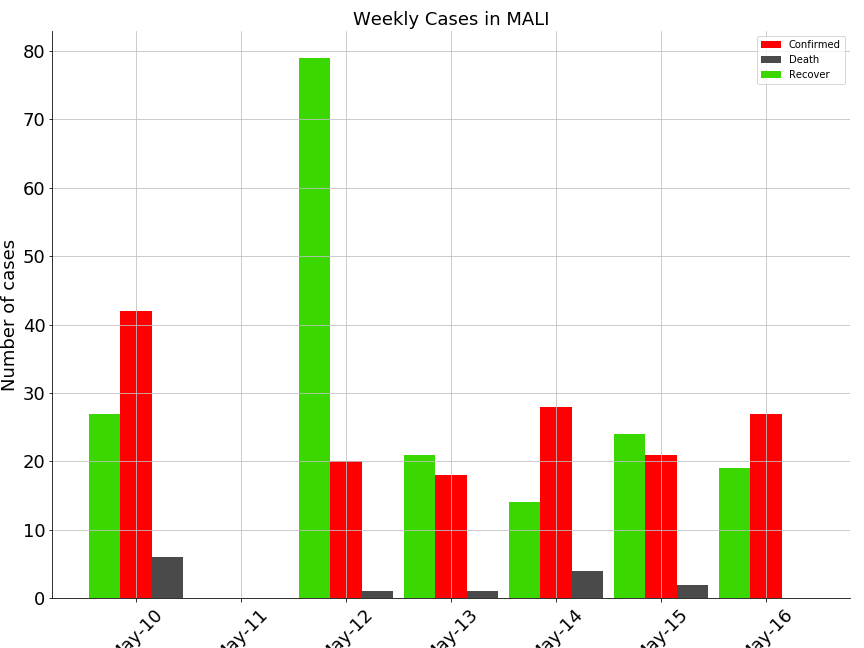 Weekly Cases in MALI
Confirmed
Death
Recover
Number of cases
80
70
60
50
40
30
20
10
0
May-10
May-11
May-12
May-13
May-14
May-15
May-16